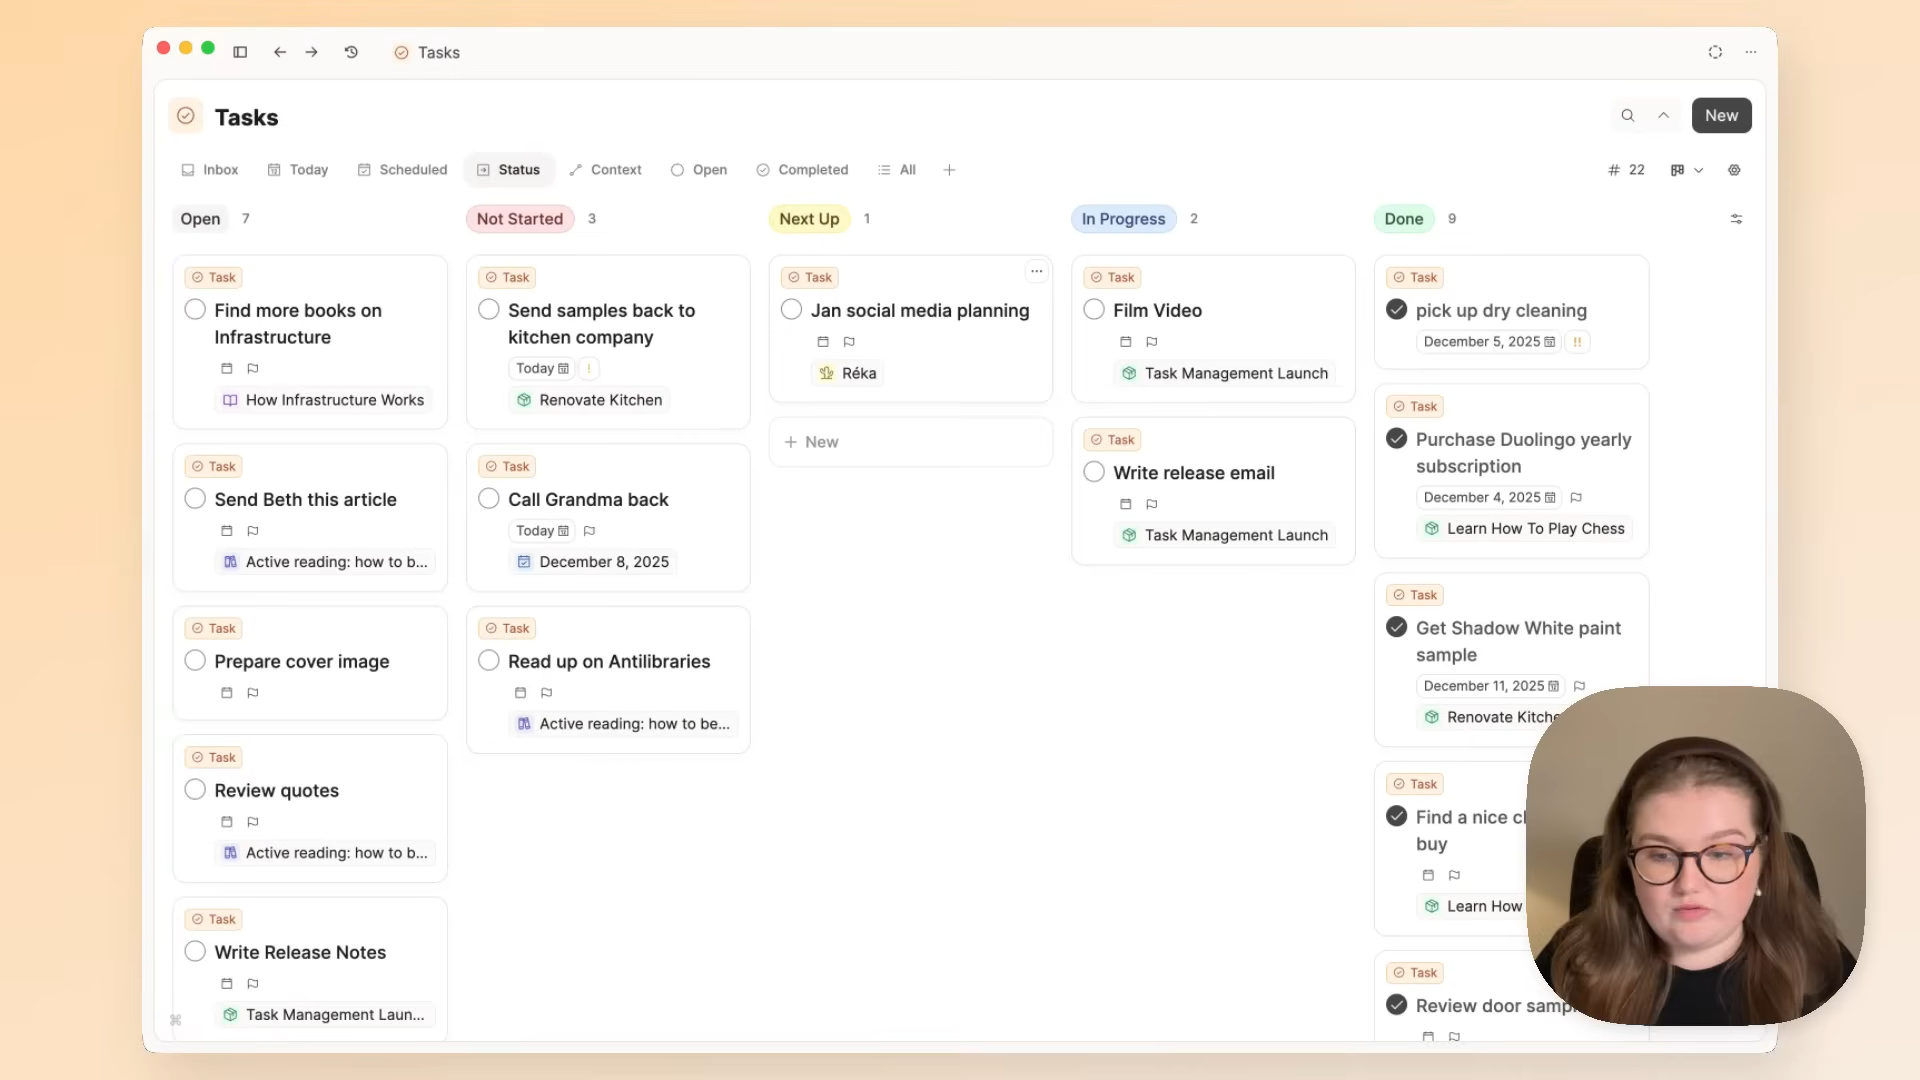 Tasks
Tasks
New
Inbox
Today
Scheduled
Status
Context
Open
Completed
All
# 22
Open 7
Task
Find more books on
Infrastructure
How Infrastructure Works
Task
Send Beth this article
Active reading: how to b...
Task
Prepare cover image
Task
Review quotes
Active reading: how to b...
Task
Write Release Notes
Task Management Laun...
Not Started 3
Task
Send samples back to
kitchen company
Today !
Renovate Kitchen
Task
Call Grandma back
Today
December 8, 2025
Task
Read up on Antilibraries
Active reading: how to be...
Next Up 1
Task
Jan social media planning
Réka
+ New
In Progress 2
Task
Film Video
Task Management Launch
Task
Write release email
Task Management Launch
Done 9
Task
pick up dry cleaning
December 5, 2025 !!
Task
Purchase Duolingo yearly
subscription
December 4, 2025
Learn How To Play Chess
Task
Get Shadow White paint
sample
December 11, 2025
Renovate Kitche
Task
Find a nice
buy
Learn How
Task
Review door samp